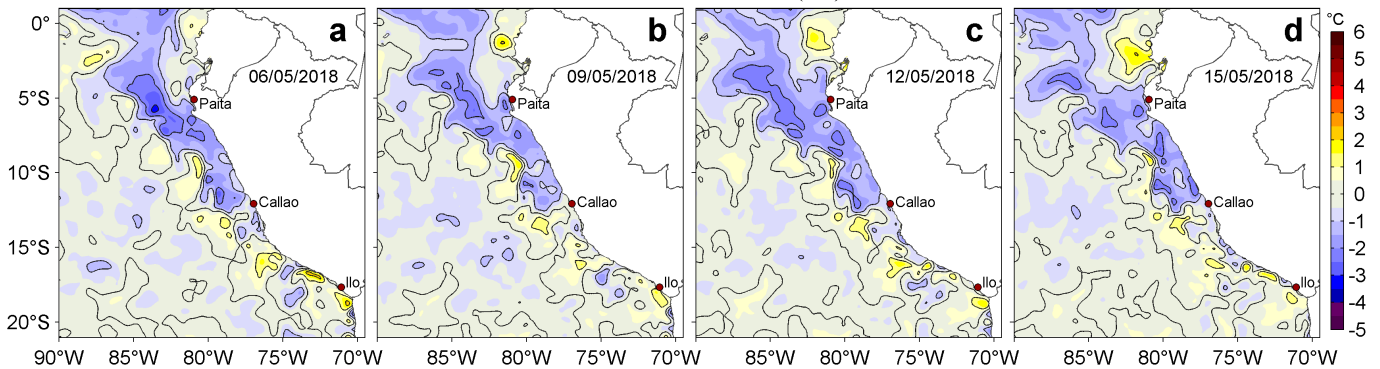 a
b
c
d
°C
0°
5°S
10°S
15°S
20°S
06/05/2018
09/05/2018
12/05/2018
15/05/2018
Paita
Paita
Paita
Paita
Callao
Callao
Callao
Callao
Ilo
Ilo
Ilo
Ilo
90°W 85°W 80°W 75°W 70°W
85°W 80°W 75°W 70°W
85°W 80°W 75°W 70°W
85°W 80°W 75°W 70°W
6
5
4
3
2
1
0
-1
-2
-3
-4
-5